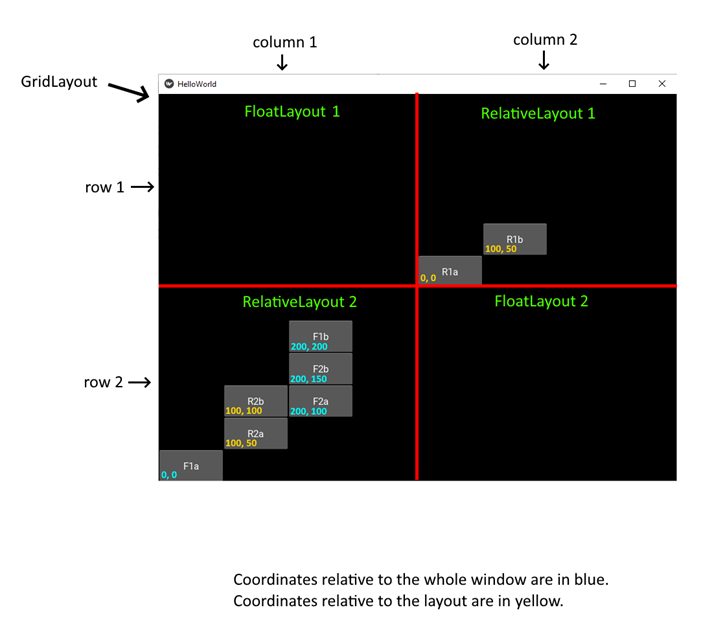 column 1
column 2
GridLayout
HelloWorld
FloatLayout 1
RelativeLayout 1
row 1
R1b
100, 50
R1a
0, 0
RelativeLayout 2
FloatLayout 2
F1b
200, 200
F2b
200, 150
row 2
R2b
100, 100
F2a
200, 100
R2a
100, 50
F1a
0, 0
Coordinates relative to the whole window are in blue.
Coordinates relative to the layout are in yellow.